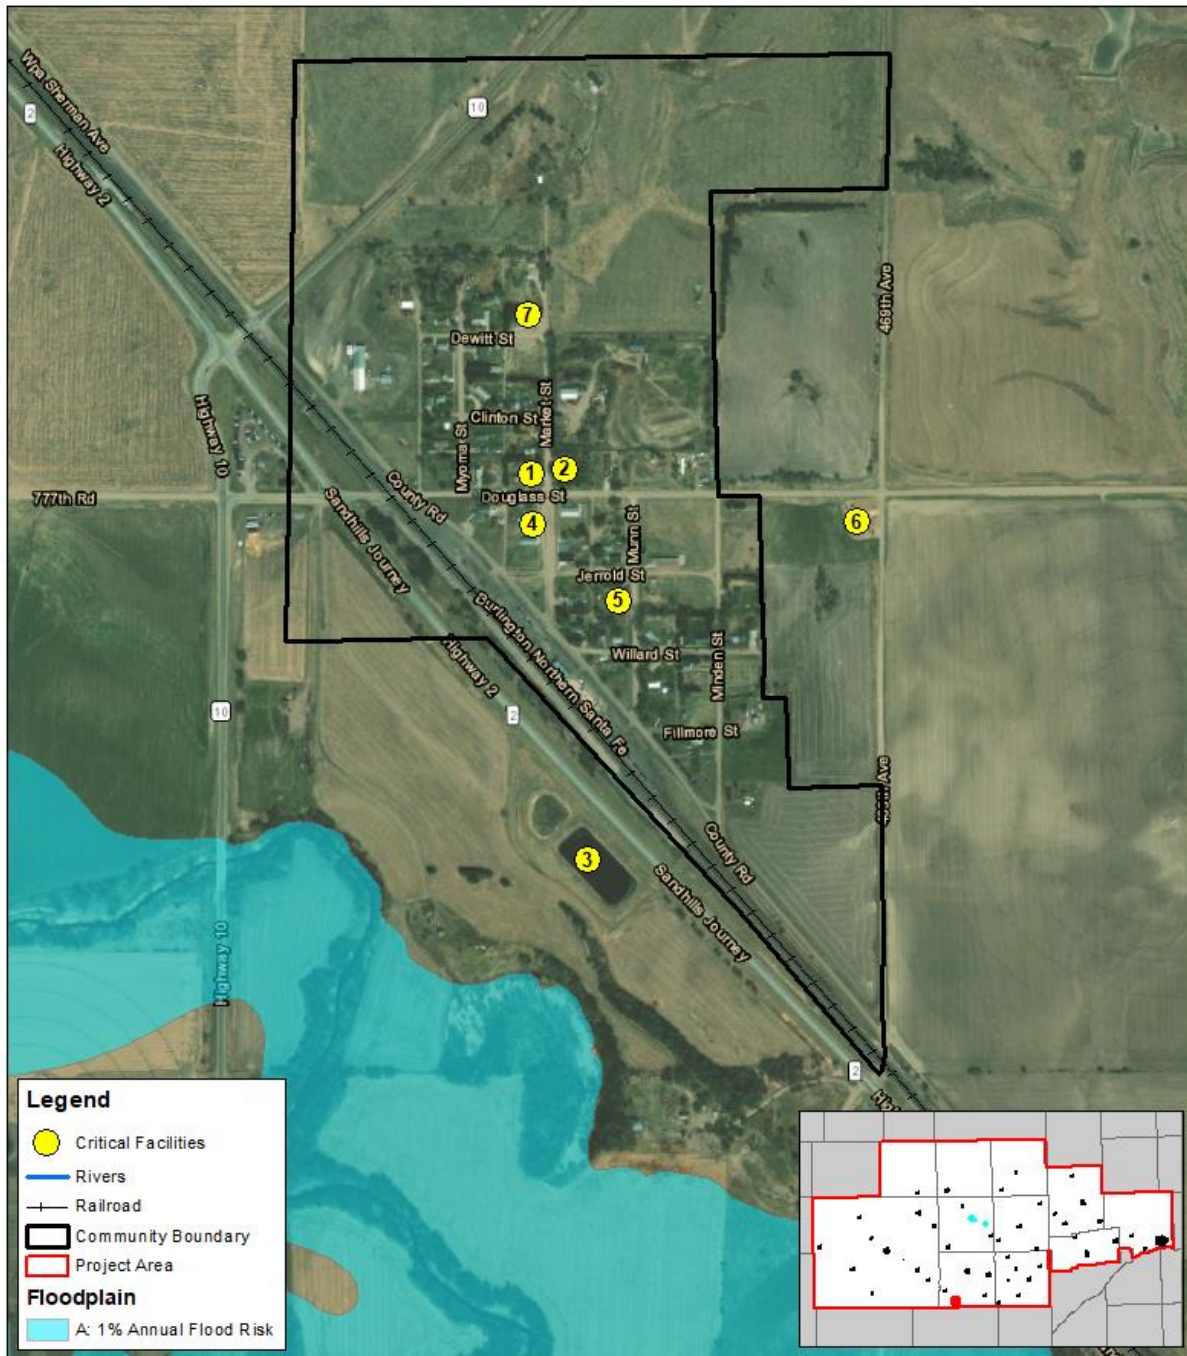 Wpa Sherman Ave
2
Highway 2
10
469th Ave
7
Dewitt St
Market St
Clinton St
Myoma St
Highway 10
1
2
777th Rd
County Rd
Douglass St
Sandhills Journey
4
Munn St
6
Jerrold St
5
Burlington Northern Santa Fe
Willard St
Minden St
Highway 2
10
2
Fillmore St
469th Ave
3
County Rd
Sandhills Journey
Highway 10
2
Legend
Critical Facilities
Rivers
Railroad
Community Boundary
Project Area
Floodplain
A: 1% Annual Flood Risk